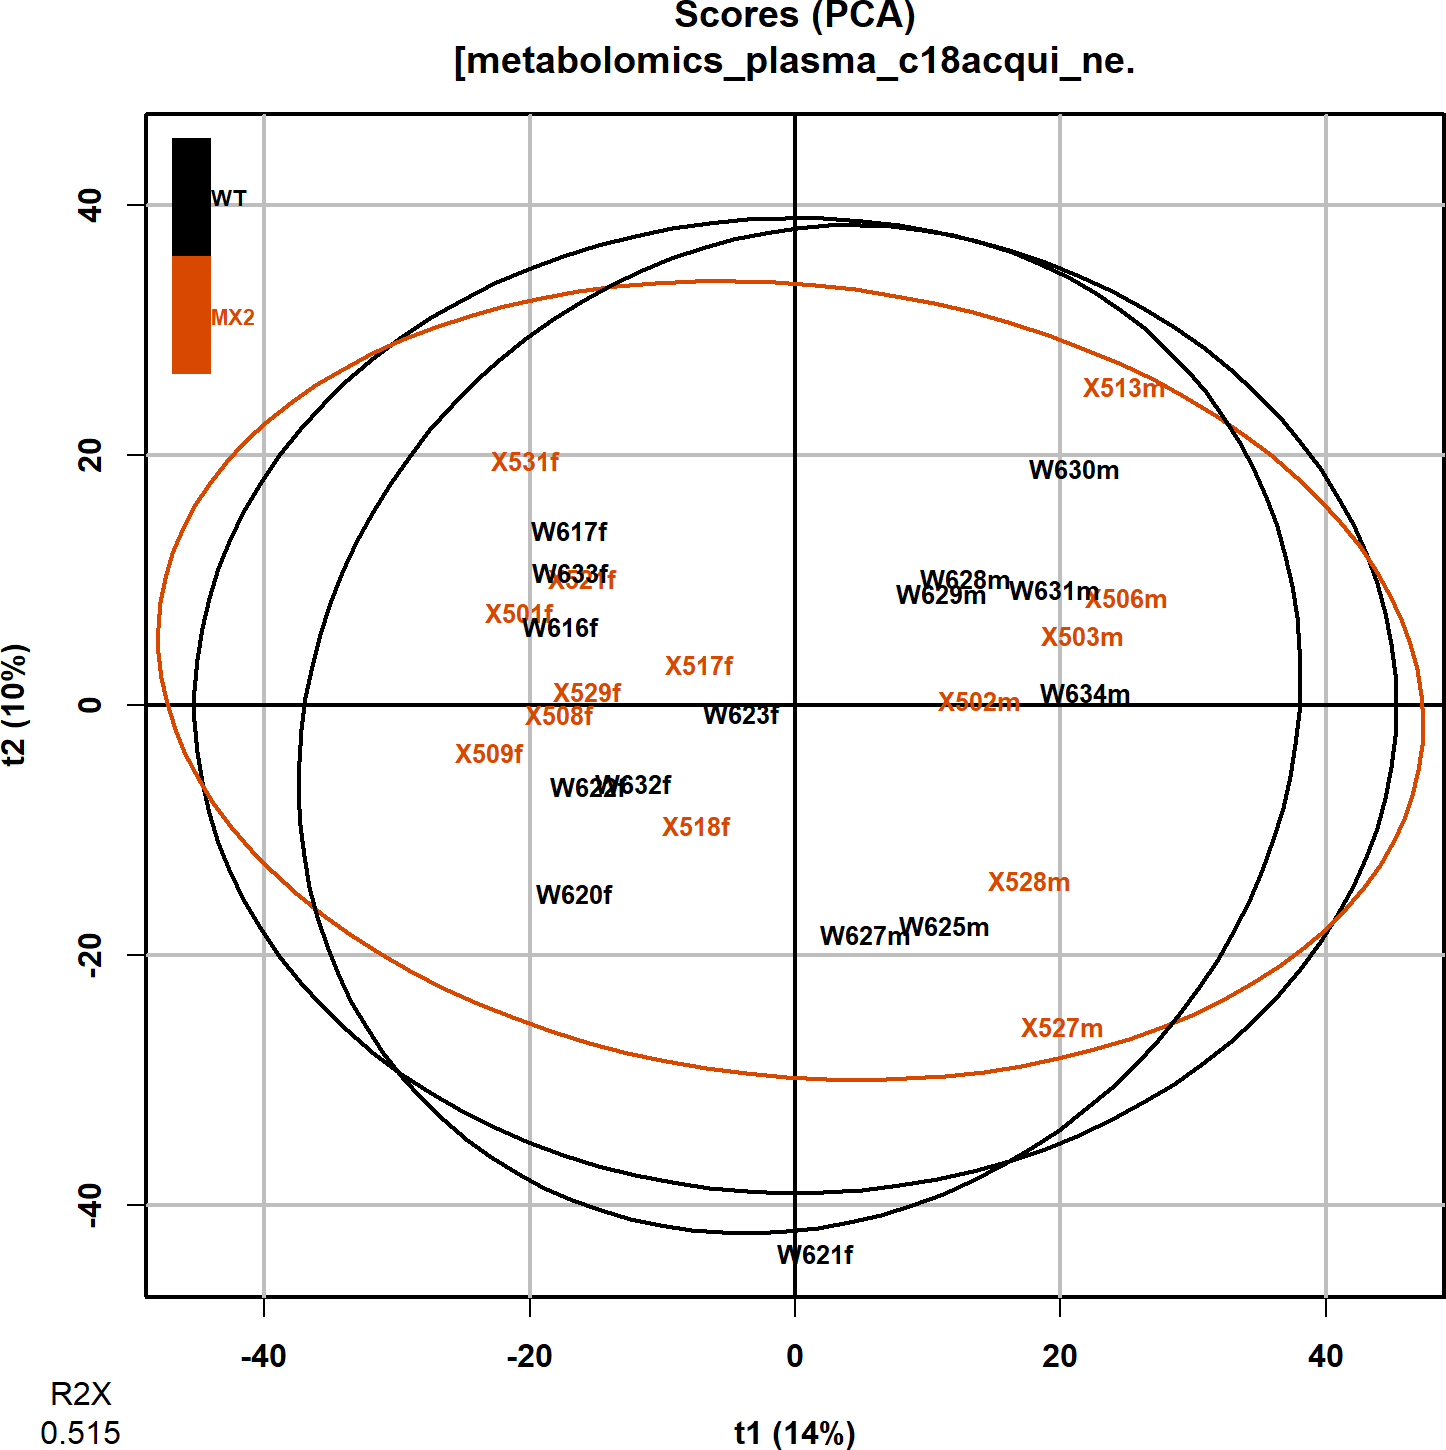 Scores (PCA)
[metabolomics_plasma_c18acqui_ne.
WT
MX2
40
20
0
-20
-40
t2 (10%)
X513m
X531f
W630m
W617f
W633f
X521f
W628m
W629m
W631m
X506m
X501f
W616f
X503m
X517f
X529f
W634m
X502m
X508f
W623f
X509f
W622f
W632f
X518f
X528m
W620f
W627m
W625m
X527m
W621f
-40
-20
0
20
40
t1 (14%)
R2X
0.515